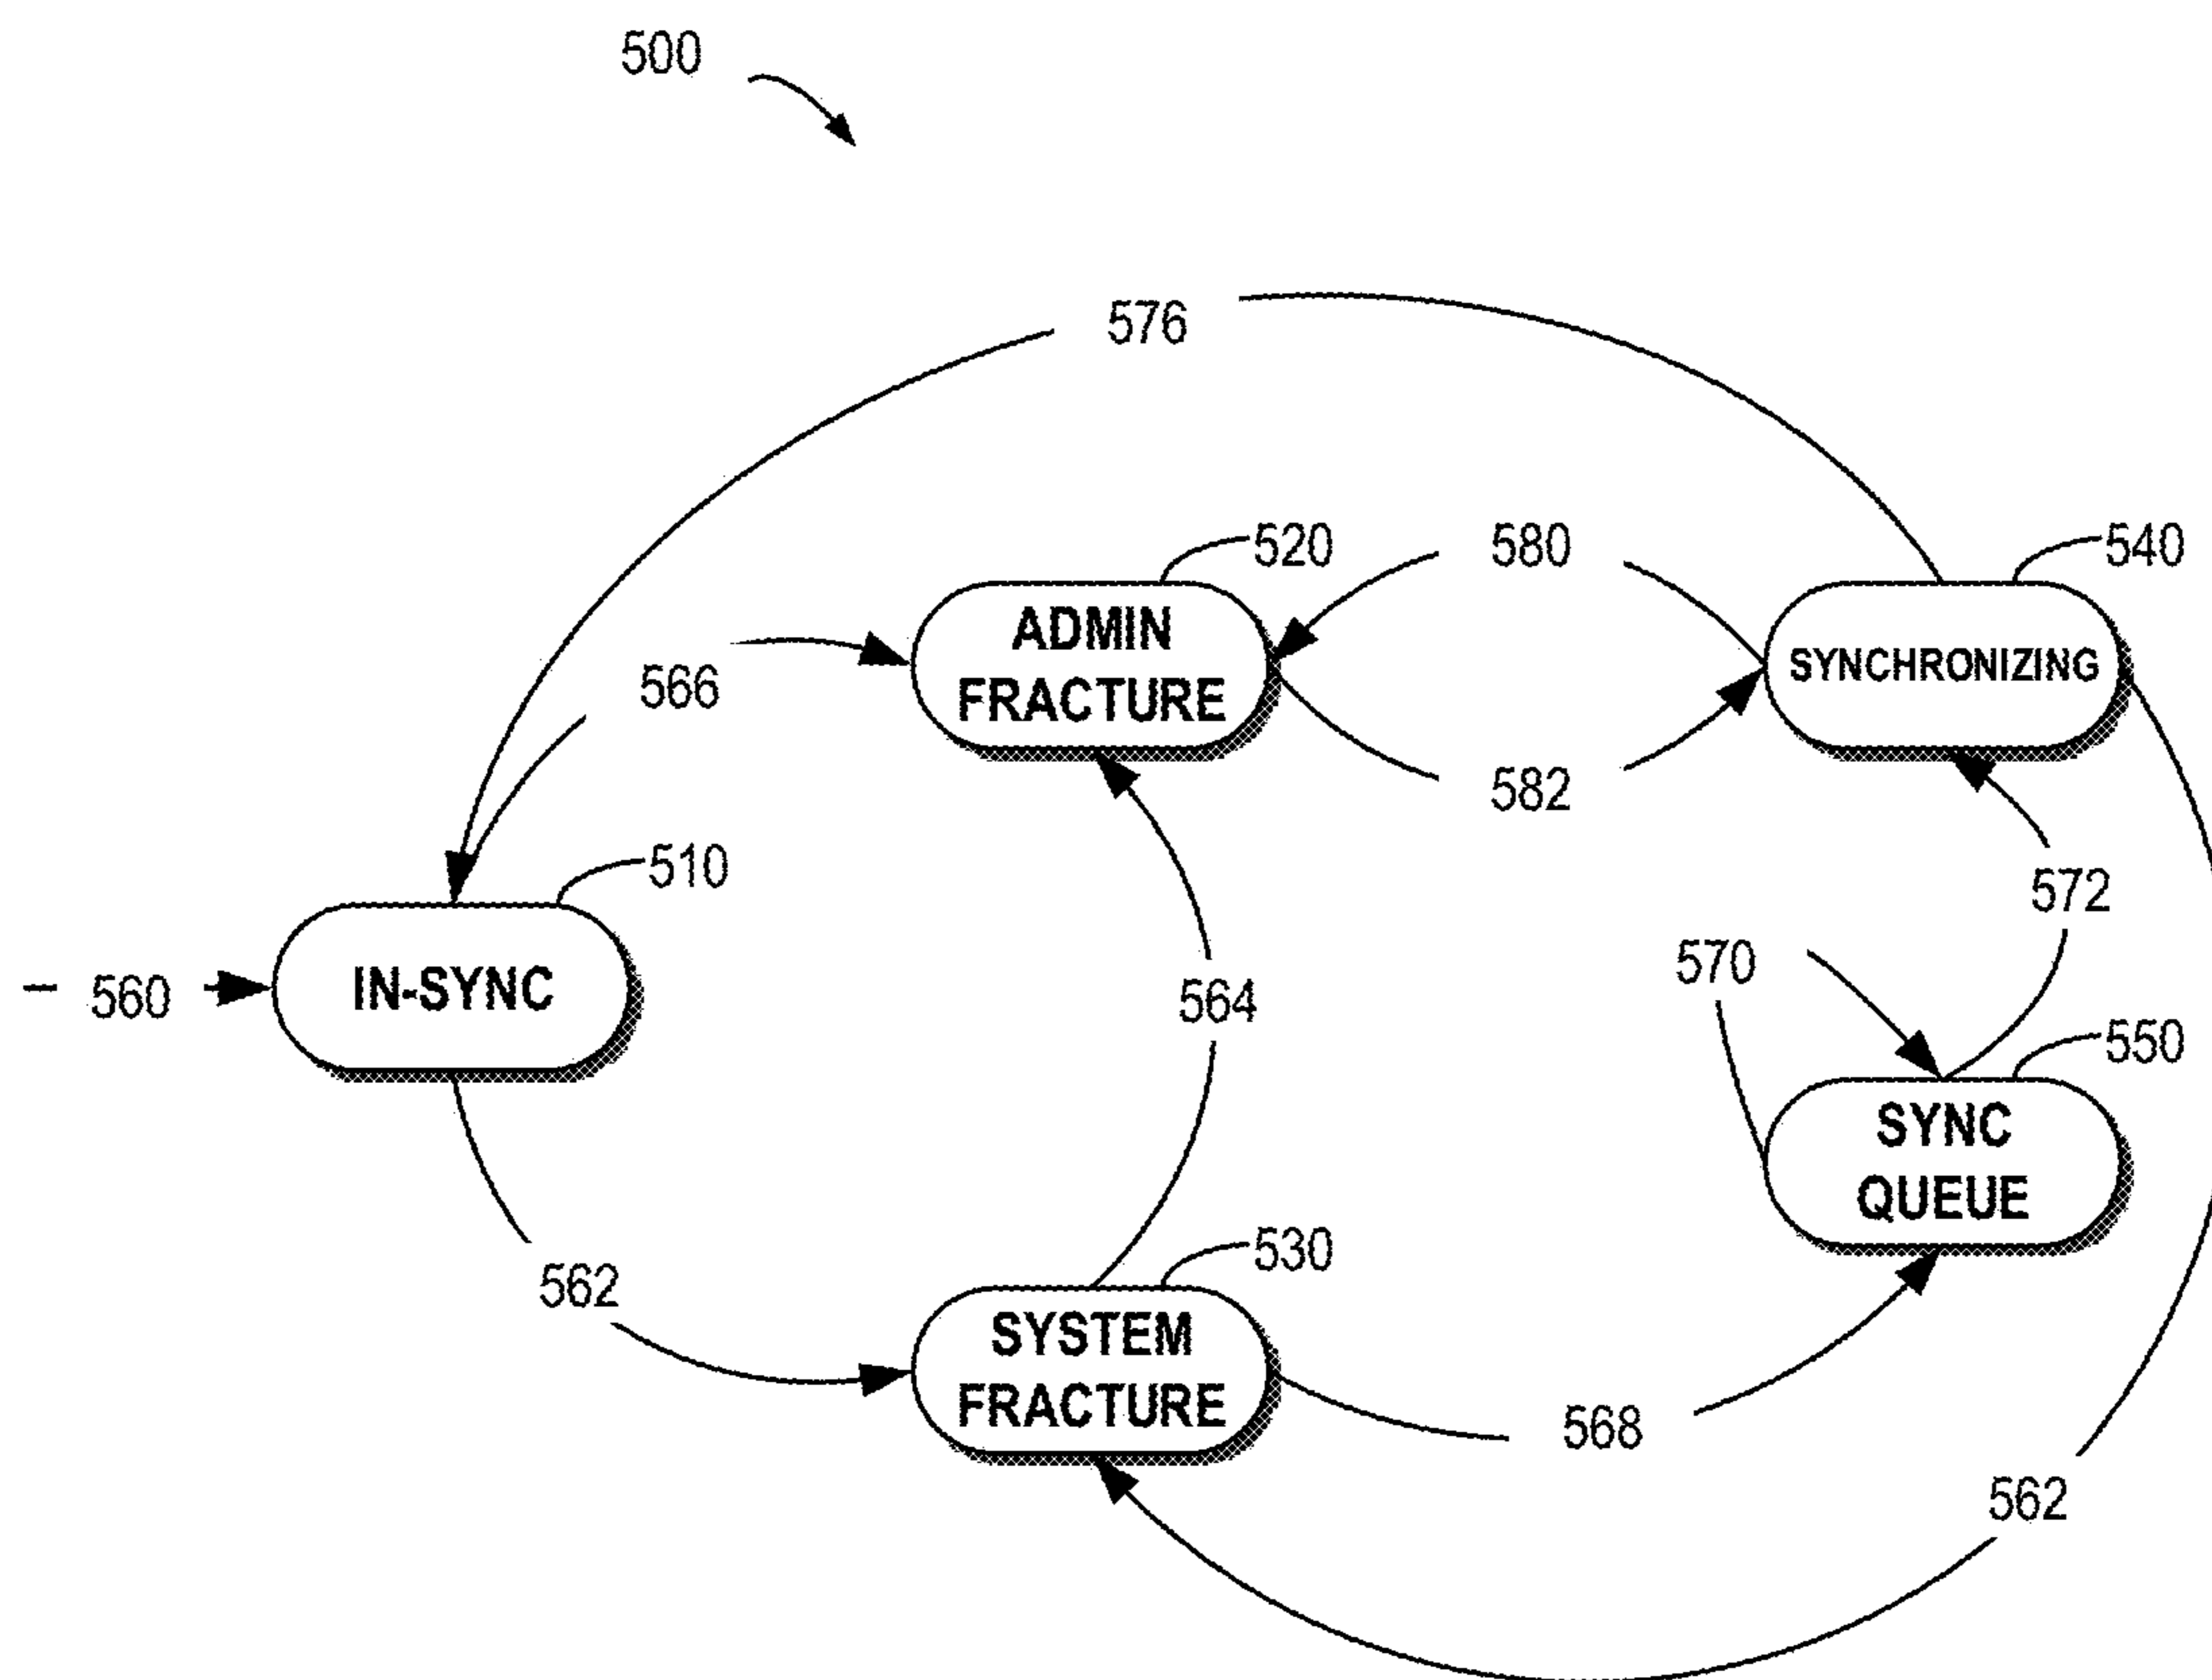 500
576
520
580
540
ADMIN
FRACTURE
SYNCHRONIZING
566
582
510
572
570
560
IN-SYNC
564
550
SYNC
QUEUE
530
562
SYSTEM
FRACTURE
568
562